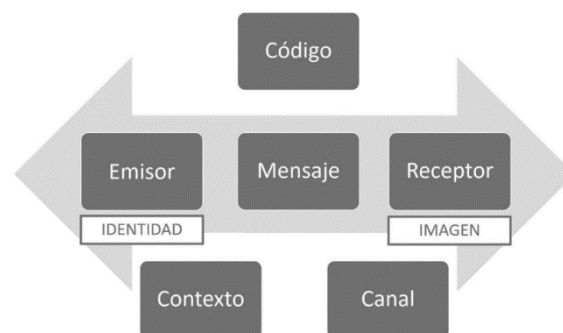 Código
Emisor
Mensaje
Receptor
IDENTIDAD
IMAGEN
Contexto
Canal